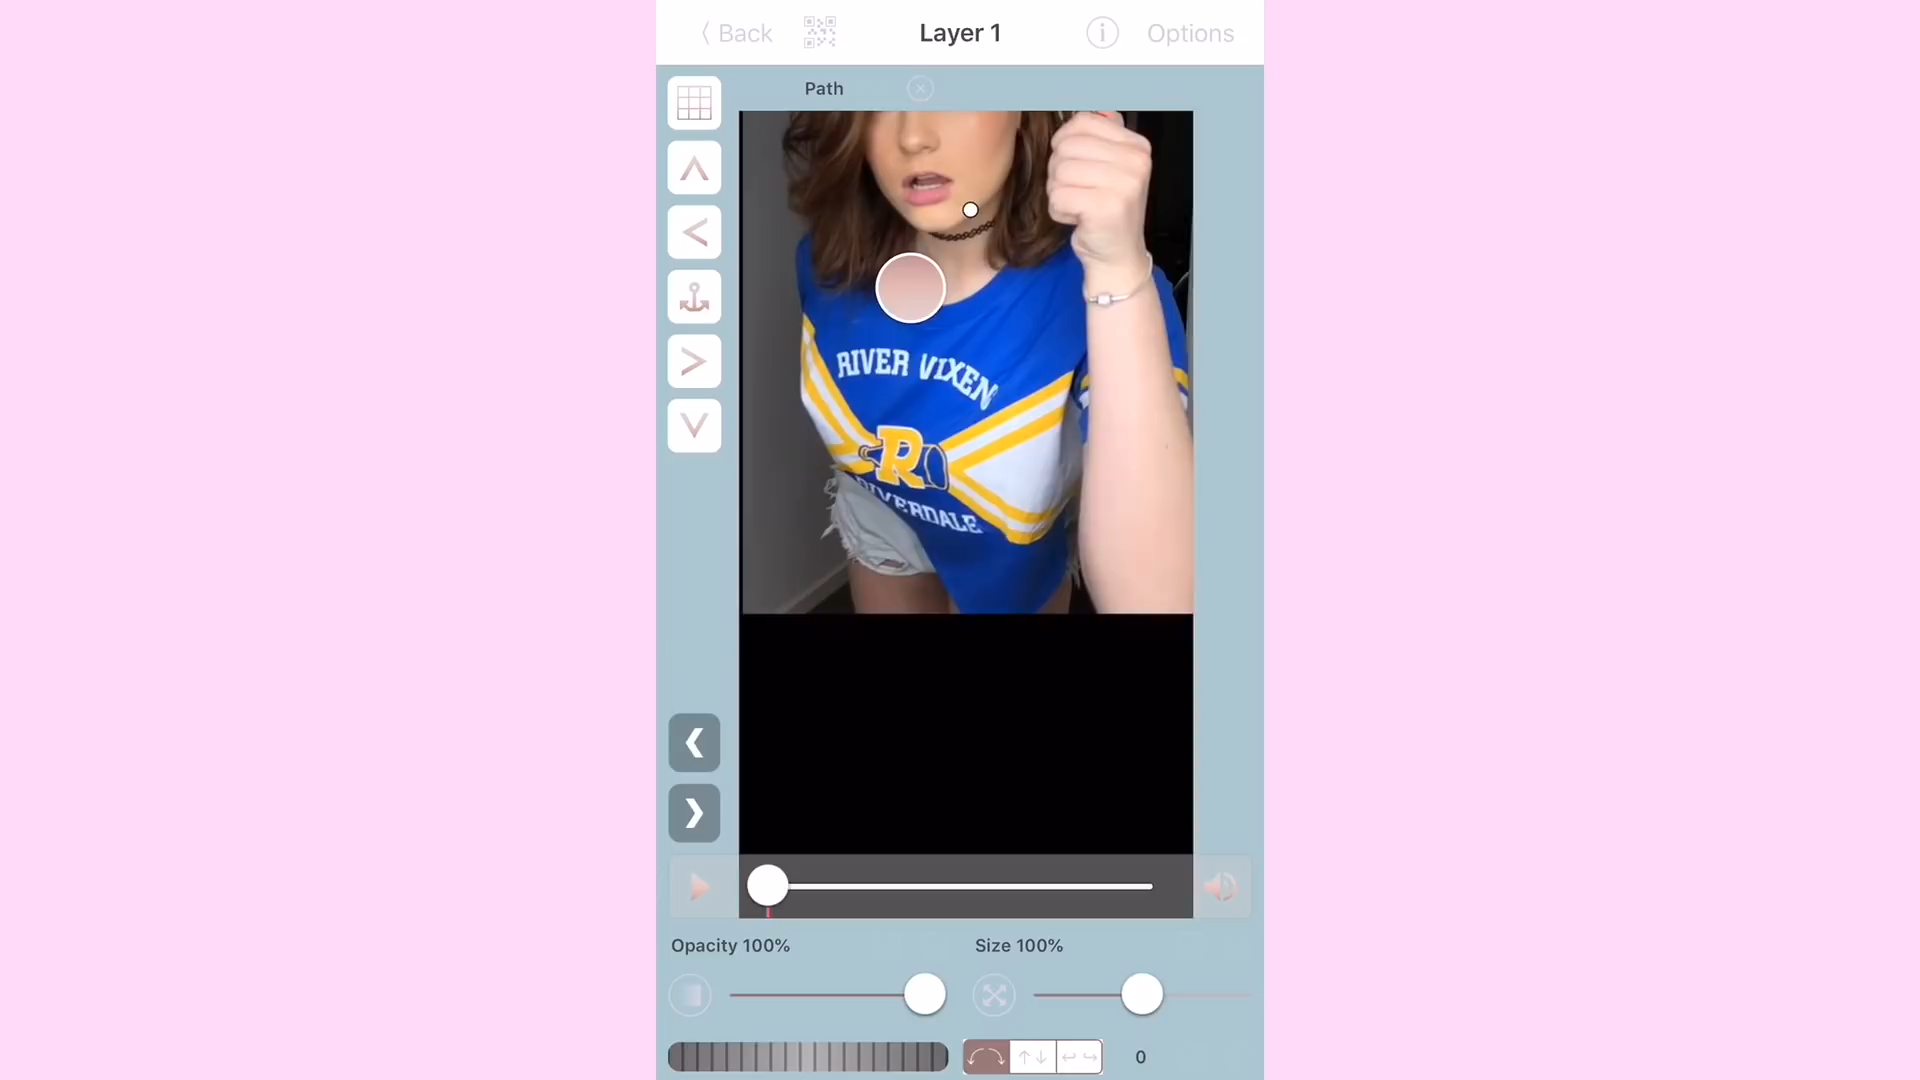 Back
Layer 1
Options
Path
RIVER VIXEN
R
RIVERDALE
Opacity 100%
Size 100%
0